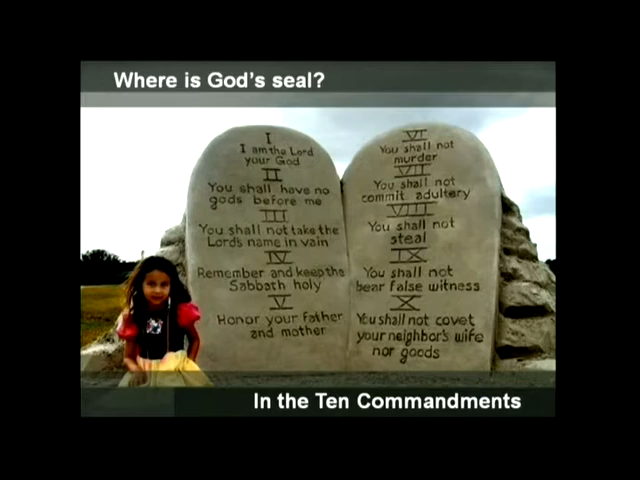 Where is God's seal?
I
I am the Lord
your God
II
You shall have no
gods before me
III
You shall not take the
Lord's name in vain
IV
Remember and keep the
Sabbath holy
V
Honor your father
and mother
VI
You shall not
murder
VII
You shall not
commit adultery
VIII
You shall not
steal
IX
You shall not
bear false witness
X
You shall not covet
your neighbor's wife
nor goods
In the Ten Commandments